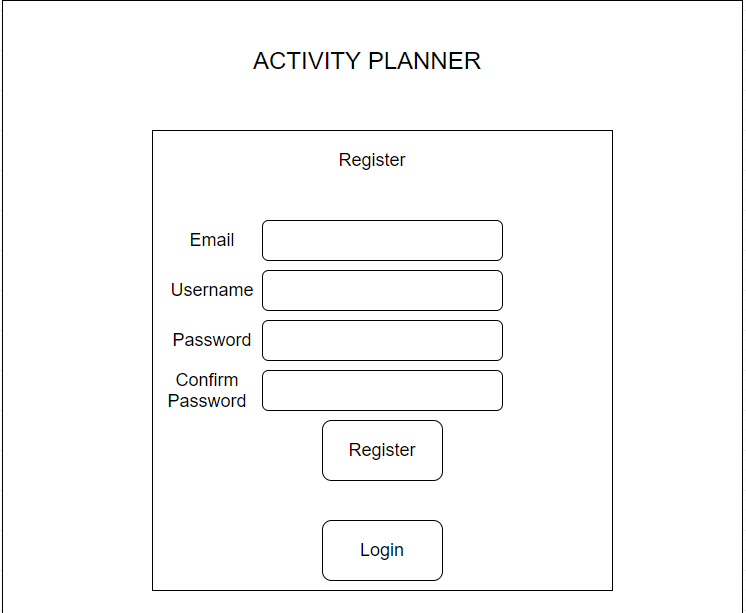 ACTIVITY PLANNER
Register
Email
Username
Password
Confirm
Password
Register
Login